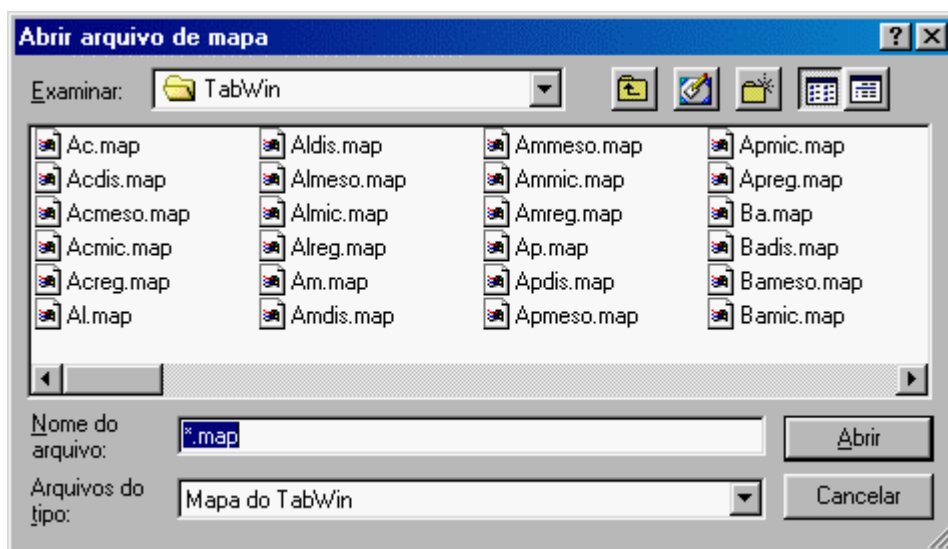 Abrir arquivo de mapa
Examinar: TabWin
Ac.map Aldis.map Ammeso.map Apmic.map
Acdis.map Almeso.map Ammic.map Apreg.map
Acmeso.map Almic.map Amreg.map Ba.map
Acmic.map Alreg.map Ap.map Badis.map
Acreg.map Am.map Apdis.map Bameso.map
Al.map Amdis.map Apmeso.map Bamic.map
Nome do
arquivo:
*.map
Abrir
Arquivos do
tipo:
Mapa do TabWin
Cancelar